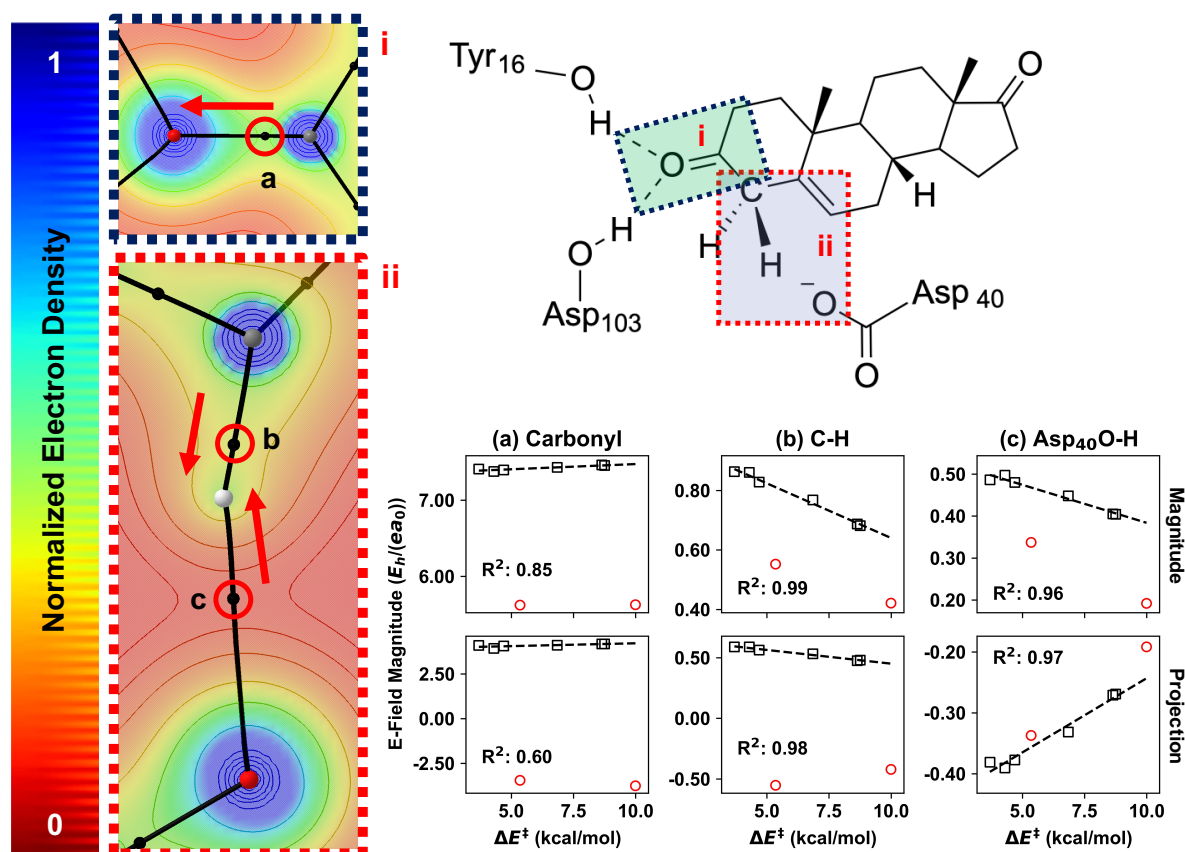 1
Normalized Electron Density
0
i
a
ii
b
c
Tyr16
O
H
i
O
H
O
Asp103
C
H
H
ii
−O
Asp 40
O
H
O
(a) Carbonyl
(b) C-H
(c) Asp40O-H
E-Field Magnitude (Eh/(ea0))
7.00
6.00
R2: 0.85
0.80
0.60
0.40
R2: 0.99
0.50
0.40
0.30
0.20
R2: 0.96
Magnitude
2.50
0.00
-2.50
R2: 0.60
0.50
0.00
-0.50
R2: 0.98
-0.20
-0.30
-0.40
R2: 0.97
Projection
5.0 7.5 10.0
5.0 7.5 10.0
5.0 7.5 10.0
ΔE‡ (kcal/mol)
ΔE‡ (kcal/mol)
ΔE‡ (kcal/mol)